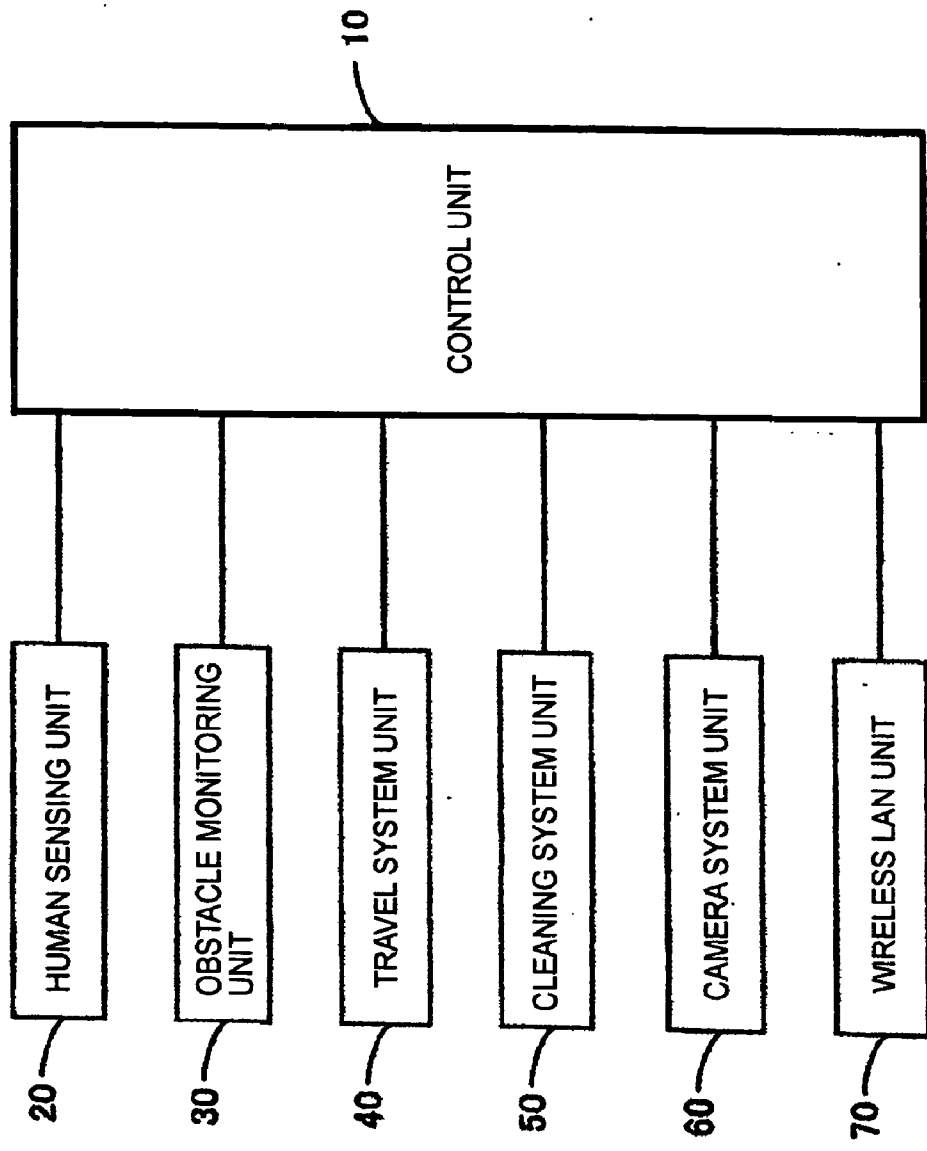 10
CONTROL UNIT
20
HUMAN SENSING UNIT
30
OBSTACLE MONITORING
UNIT
40
TRAVEL SYSTEM UNIT
50
CLEANING SYSTEM UNIT
60
CAMERA SYSTEM UNIT
70
WIRELESS LAN UNIT